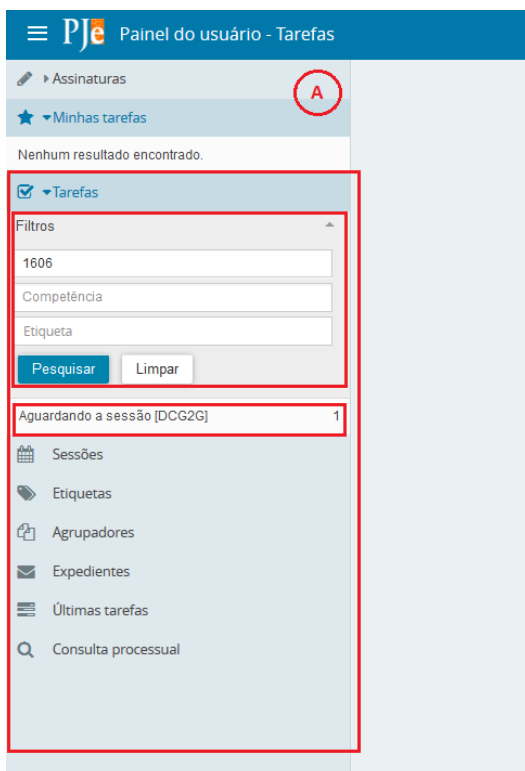 PJe Painel do usuário - Tarefas
Assinaturas
A
Minhas tarefas
Nenhum resultado encontrado.
Tarefas
Filtros
1606
Competência
Etiqueta
Pesquisar Limpar
Aguardando a sessão [DCG2G] 1
Sessões
Etiquetas
Agrupadores
Expedientes
Últimas tarefas
Consulta processual